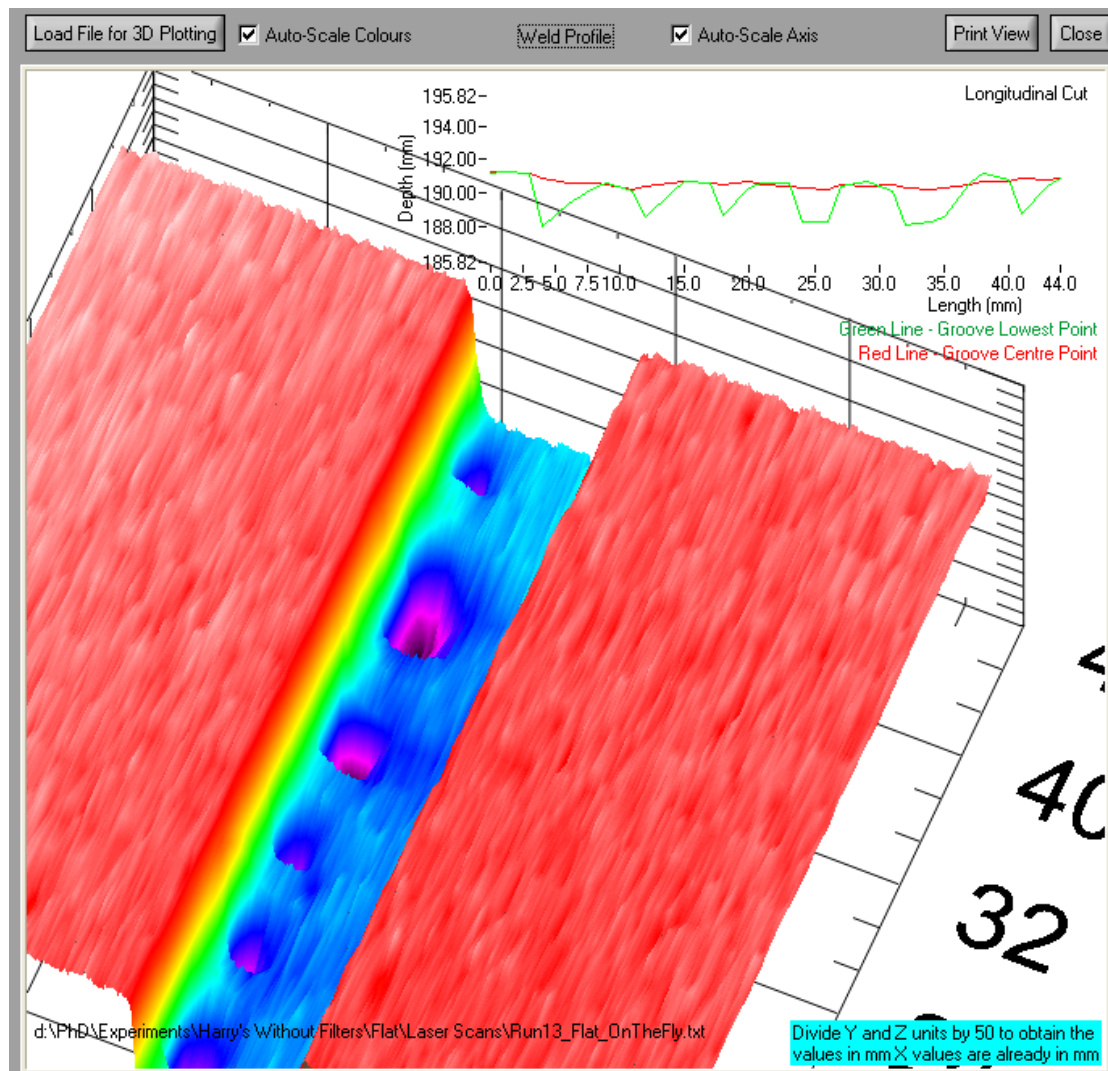 Load File for 3D Plotting
Auto-Scale Colours
Weld Profile
Auto-Scale Axis
Print View
Close
Longitudinal Cut
195.82
194.00
192.00
190.00
188.00
185.82
Depth (mm)
0.0 2.5 5.0 7.5 10.0 15.0 20.0 25.0 30.0 35.0 40.0 44.0
Length (mm)
Green Line - Groove Lowest Point
Red Line - Groove Centre Point
40
32
d:\PhD\Experiments\Harry's Without Filters\Flat\Laser Scans\Run13_Flat_OnTheFly.txt
Divide Y and Z units by 50 to obtain the
values in mm X values are already in mm